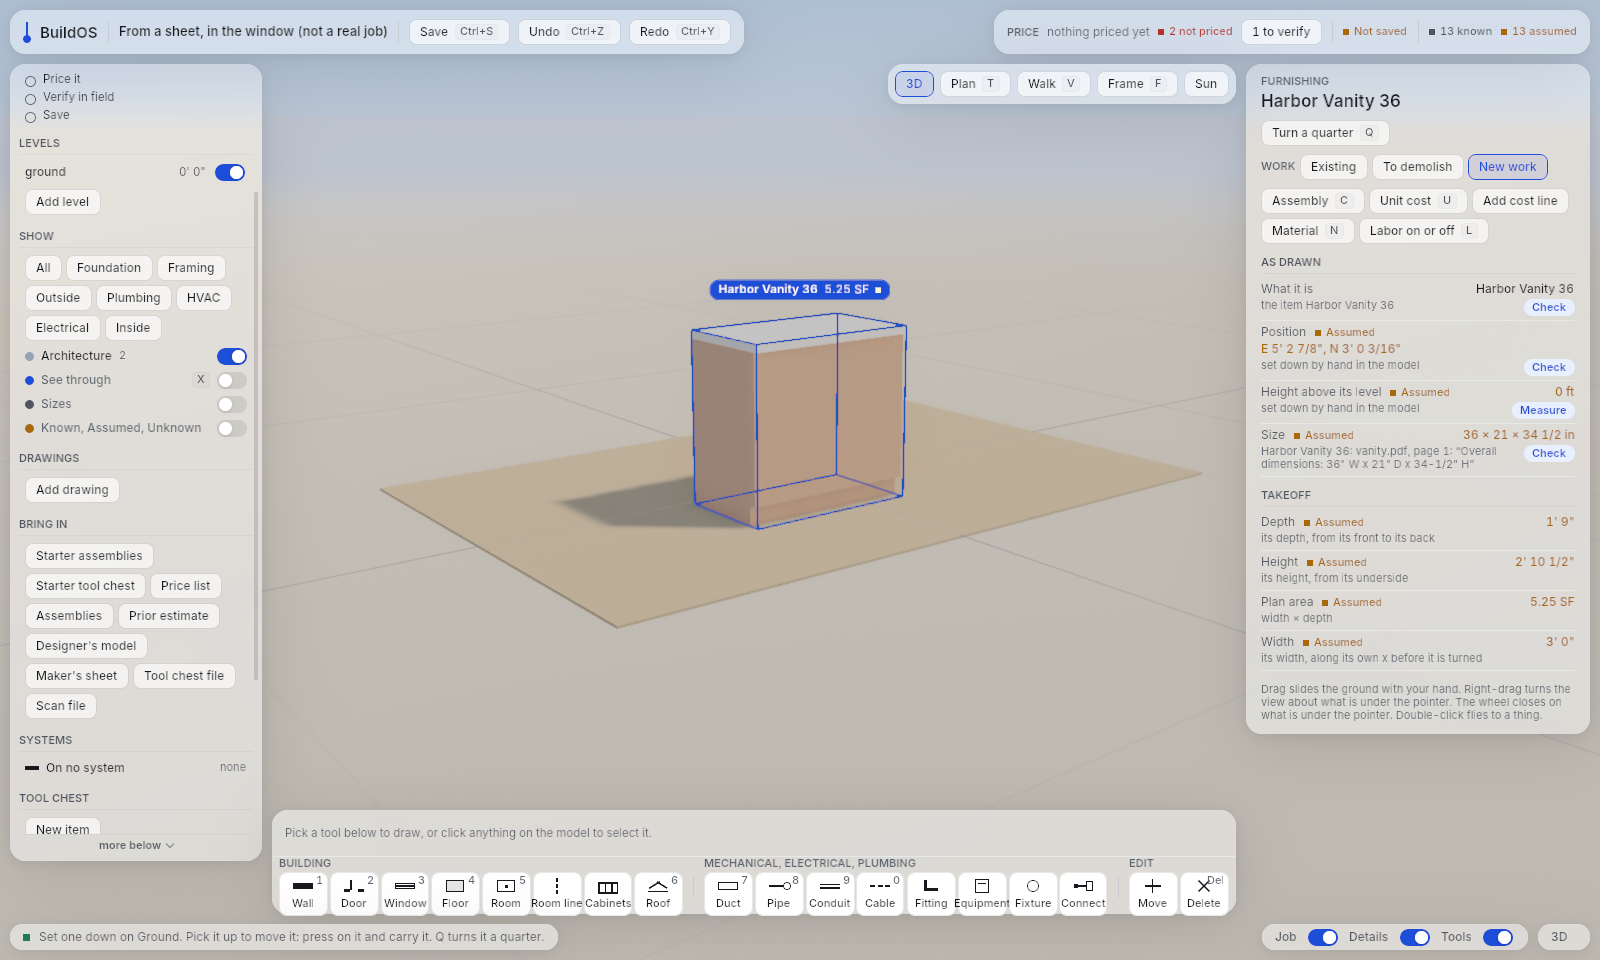 BuildOS
From a sheet, in the window (not a real job)
Save Ctrl+S
Undo Ctrl+Z
Redo Ctrl+Y
PRICE nothing priced yet 2 not priced 1 to verify Not saved 13 known 13 assumed
Price it
Verify in field
Save
LEVELS
ground 0' 0"
Add level
SHOW
All Foundation Framing
Outside Plumbing HVAC
Electrical Inside
Architecture 2
See through X
Sizes
Known, Assumed, Unknown
DRAWINGS
Add drawing
BRING IN
Starter assemblies
Starter tool chest Price list
Assemblies Prior estimate
Designer's model
Maker's sheet Tool chest file
Scan file
SYSTEMS
On no system none
TOOL CHEST
New item
more below
3D Plan T Walk V Frame F Sun
Harbor Vanity 36 5.25 SF
FURNISHING
Harbor Vanity 36
Turn a quarter Q
WORK Existing To demolish New work
Assembly C Unit cost U Add cost line
Material N Labor on or off L
AS DRAWN
What it is Harbor Vanity 36
the item Harbor Vanity 36 Check
Position Assumed
E 5' 2 7/8", N 3' 0 3/16"
set down by hand in the model Check
Height above its level Assumed 0 ft
set down by hand in the model Measure
Size Assumed 36 × 21 × 34 1/2 in
Harbor Vanity 36: vanity.pdf, page 1: "Overall Check
dimensions: 36" W x 21" D x 34-1/2" H"
TAKEOFF
Depth Assumed 1' 9"
its depth, from its front to its back
Height Assumed 2' 10 1/2"
its height, from its underside
Plan area Assumed 5.25 SF
width × depth
Width Assumed 3' 0"
its width, along its own x before it is turned
Drag slides the ground with your hand. Right-drag turns the
view about what is under the pointer. The wheel closes on
what is under the pointer. Double-click flies to a thing.
Pick a tool below to draw, or click anything on the model to select it.
BUILDING
1 Wall
2 Door
3 Window
4 Floor
5 Room
Room line
Cabinets
6 Roof
MECHANICAL, ELECTRICAL, PLUMBING
7 Duct
8 Pipe
9 Conduit
0 Cable
Fitting
Equipment
Fixture
Connect
EDIT
Move
Del Delete
Set one down on Ground. Pick it up to move it: press on it and carry it. Q turns it a quarter.
Job Details Tools 3D